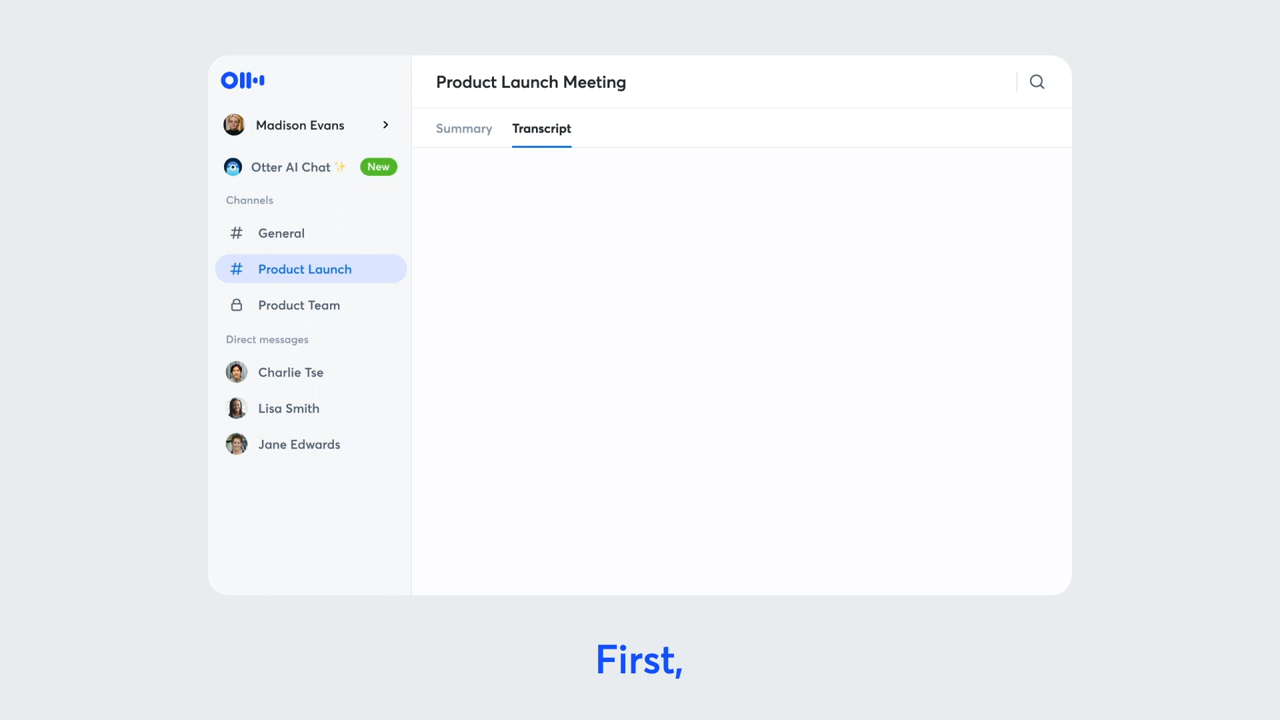 Product Launch Meeting
Madison Evans
Summary
Transcript
Otter AI Chat ✨ New
Channels
# General
# Product Launch
Product Team
Direct messages
Charlie Tse
Lisa Smith
Jane Edwards
First,